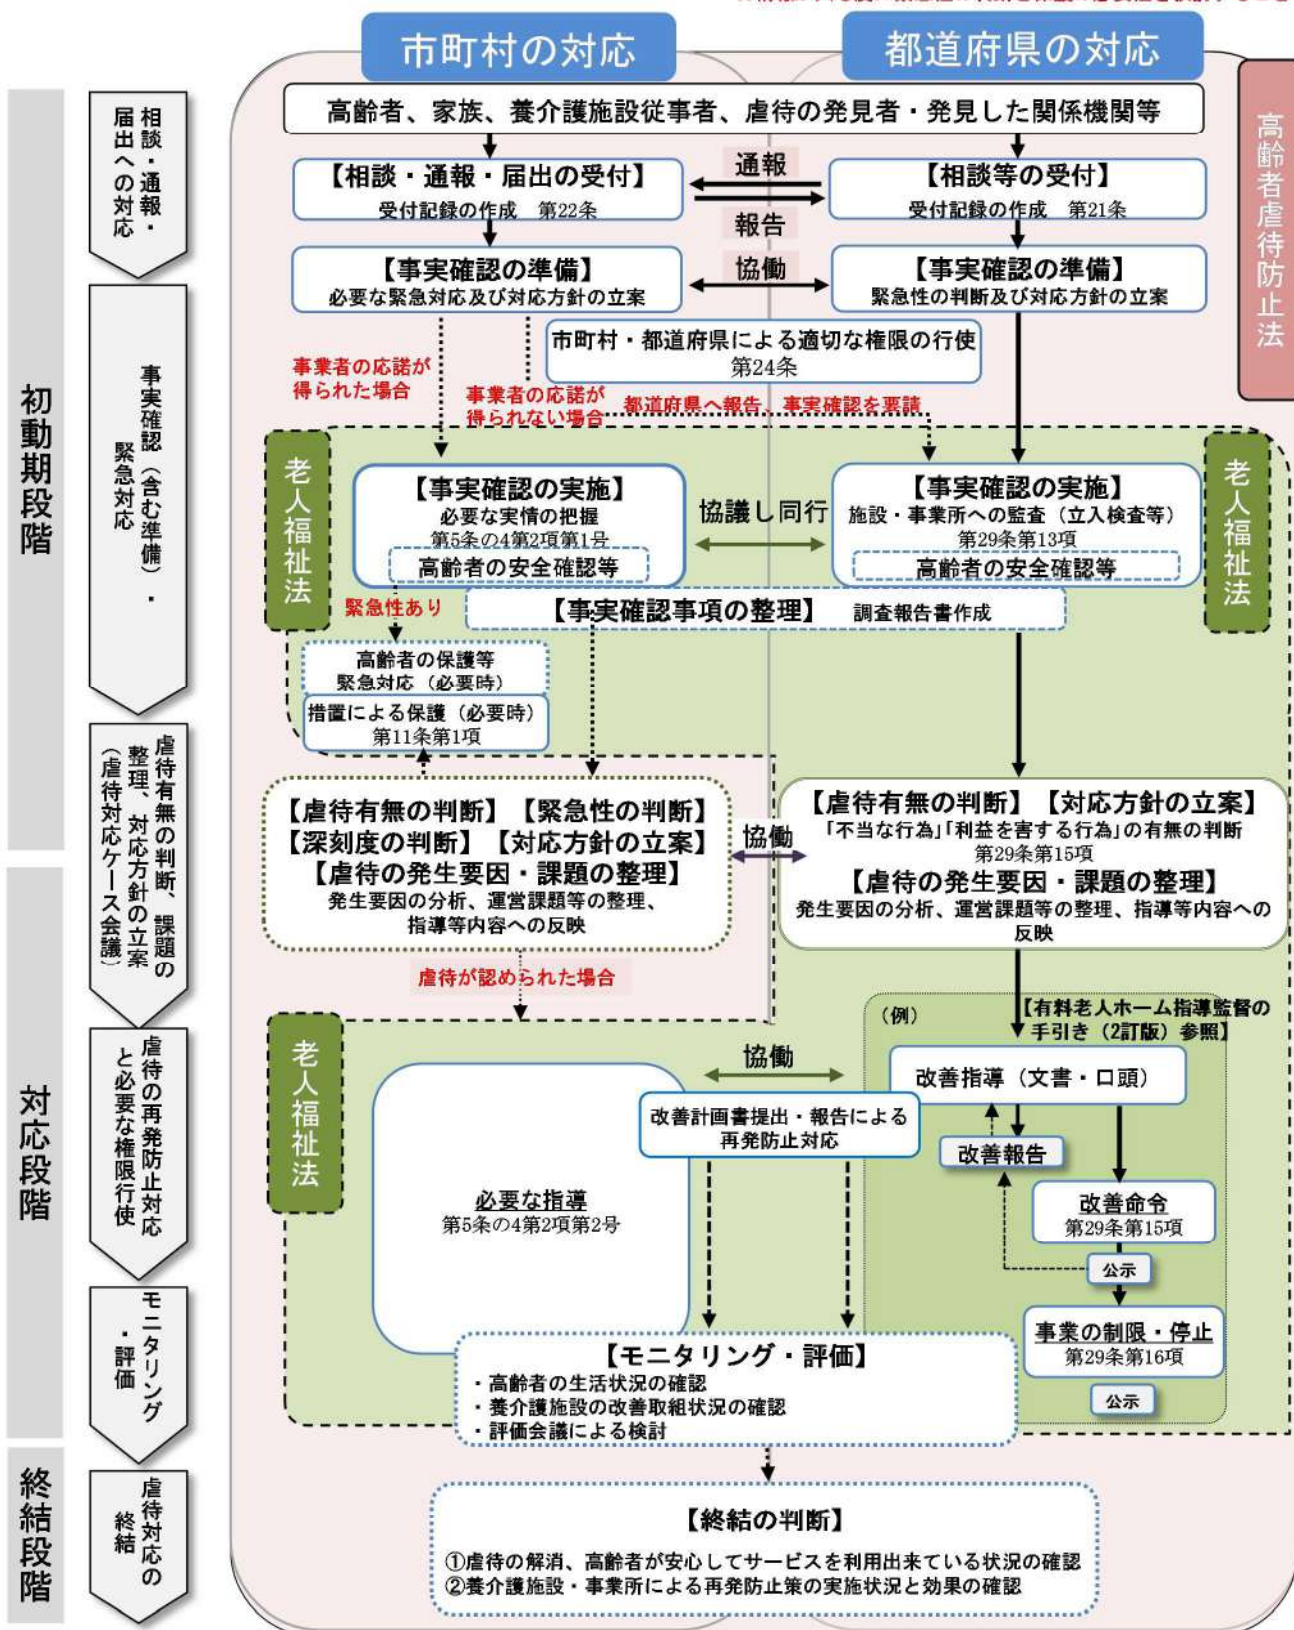 市町村の対応
都道府県の対応
高齢者虐待防止法
高齢者、家族、養介護施設従事者、虐待の発見者・発見した関係機関等
初動期段階
相談・通報・
届出への対応
【相談・通報・届出の受付】
受付記録の作成 第22条
通報
報告
【相談等の受付】
受付記録の作成 第21条
【事実確認の準備】
必要な緊急対応及び対応方針の立案
協働
【事実確認の準備】
緊急性の判断及び対応方針の立案
事実確認（含む準備）・
緊急対応
市町村・都道府県による適切な権限の行使
第24条
事業者の応諾が
得られた場合
事業者の応諾が
得られない場合
都道府県へ報告、事実確認を要請
老人福祉法
老人福祉法
【事実確認の実施】
必要な実情の把握
第5条の4第2項第1号
高齢者の安全確認等
協議し同行
【事実確認の実施】
施設・事業所への監査（立入検査等）
第29条第13項
高齢者の安全確認等
緊急性あり
【事実確認事項の整理】 調査報告書作成
高齢者の保護等
緊急対応（必要時）
措置による保護（必要時）
第11条第1項
虐待有無の判断、課題の
整理、対応方針の立案
（虐待対応ケース会議）
【虐待有無の判断】【緊急性の判断】
【深刻度の判断】【対応方針の立案】
【虐待の発生要因・課題の整理】
発生要因の分析、運営課題等の整理、
指導等内容への反映
協働
【虐待有無の判断】【対応方針の立案】
「不当な行為」「利益を害する行為」の有無の判断
第29条第15項
【虐待の発生要因・課題の整理】
発生要因の分析、運営課題等の整理、指導等内容への
反映
虐待が認められた場合
対応段階
虐待の再発防止対応
と必要な権限行使
老人福祉法
必要な指導
第5条の4第2項第2号
協働
改善計画書提出・報告による
再発防止対応
（例）
【有料老人ホーム指導監督の
手引き（2訂版）参照】
改善指導（文書・口頭）
改善報告
改善命令
第29条第15項
公示
事業の制限・停止
第29条第16項
公示
モニタリング
・評価
【モニタリング・評価】
・高齢者の生活状況の確認
・養介護施設の改善取組状況の確認
・評価会議による検討
終結段階
虐待対応の
終結
【終結の判断】
①虐待の解消、高齢者が安心してサービスを利用出来ている状況の確認
②養介護施設・事業所による再発防止策の実施状況と効果の確認